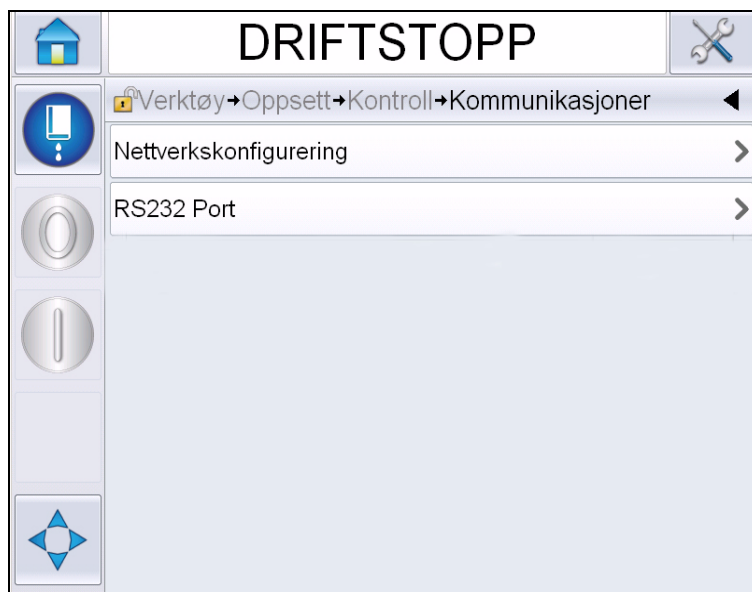 DRIFTSTOPP
Verktøy→Oppsett→Kontroll→Kommunikasjoner
Nettverkskonfigurering
RS232 Port